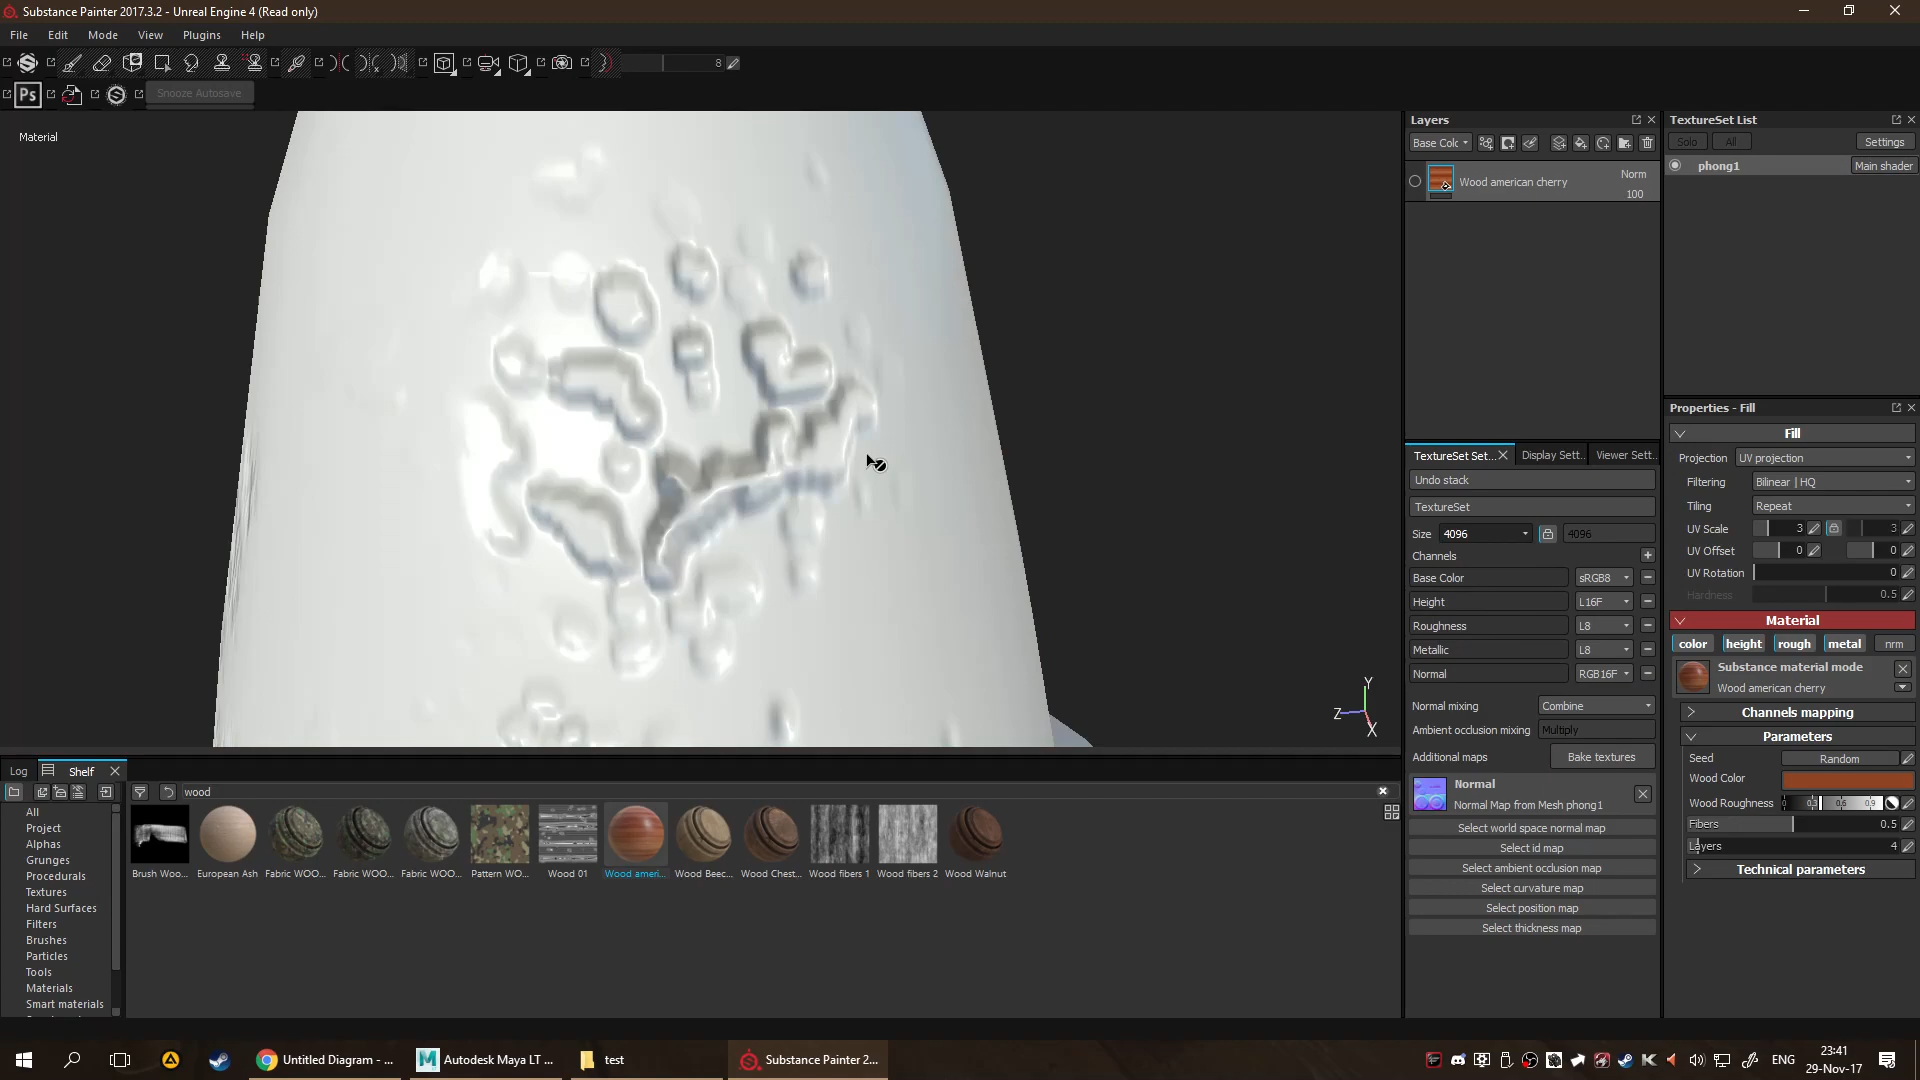 Substance Painter 2017.3.2 - Unreal Engine 4 (Read only)
File Edit Mode View Plugins Help
8
Ps Snooze Autosave
Material
Z Y X
Layers
Base Colc
Wood american cherry Norm
100
TextureSet List
Solo All Settings
phong1 Main shader
TextureSet Set... Display Sett.. Viewer Sett..
Undo stack
TextureSet
Size 4096 4096
Channels
Base Color sRGB8
Height L16F
Roughness L8
Metallic L8
Normal RGB16F
Normal mixing Combine
Ambient occlusion mixing Multiply
Additional maps Bake textures
Normal
Normal Map from Mesh phong1
Select world space normal map
Select id map
Select ambient occlusion map
Select curvature map
Select position map
Select thickness map
Properties - Fill
Fill
Projection UV projection
Filtering Bilinear | HQ
Tiling Repeat
UV Scale 3 3
UV Offset 0 0
UV Rotation 0
Hardness 0.5
Material
color height rough metal nrm
Substance material mode
Wood american cherry
Channels mapping
Parameters
Seed Random
Wood Color
Wood Roughness 0 0.3 0.6 0.9
Fibers 0.5
Layers 4
Technical parameters
Log Shelf
wood
All
Project
Alphas
Grunges
Procedurals
Textures
Hard Surfaces
Filters
Brushes
Particles
Tools
Materials
Smart materials
Brush Woo... European Ash Fabric WOO... Fabric WOO... Fabric WOO... Pattern WO... Wood 01 Wood ameri... Wood Beec... Wood Chest... Wood fibers 1 Wood fibers 2 Wood Walnut
Untitled Diagram - ... Autodesk Maya LT ... test Substance Painter 2... ENG 23:41
29-Nov-17